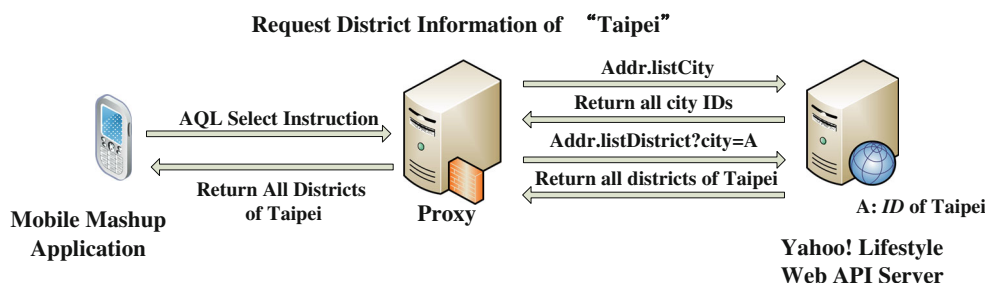 Request District Information of “Taipei”
Addr.listCity
Return all city IDs
AQL Select Instruction
Addr.listDistrict?city=A
Return All Districts
of Taipei
Return all districts of Taipei
Proxy
Mobile Mashup
Application
A: ID of Taipei
Yahoo! Lifestyle
Web API Server